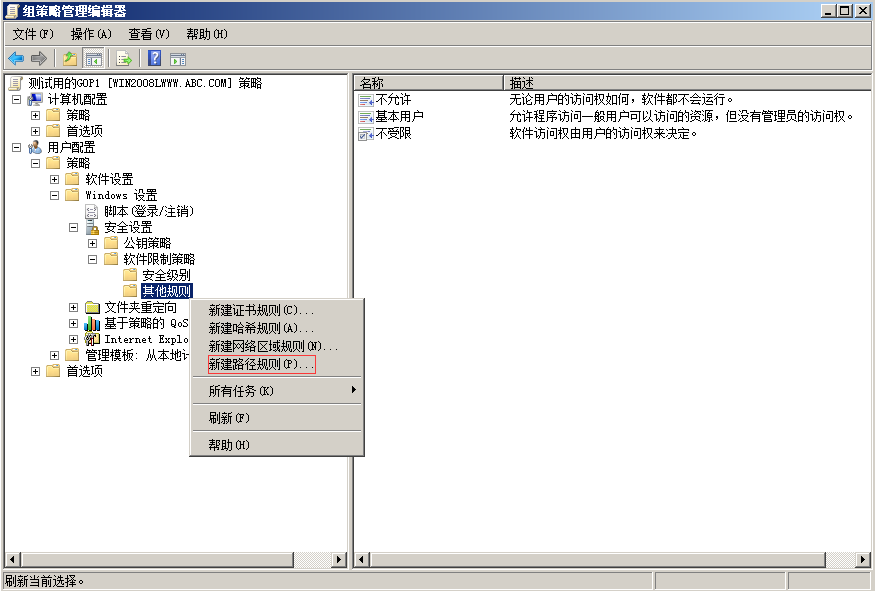 组策略管理编辑器
文件(F) 操作(A) 查看(V) 帮助(H)
测试用的GOP1 [WIN2008LWWW.ABC.COM] 策略
计算机配置
策略
首选项
用户配置
策略
软件设置
Windows 设置
脚本(登录/注销)
安全设置
公钥策略
软件限制策略
安全级别
其他规则
文件夹重定向
基于策略的 QoS
Internet Explo
管理模板: 从本地计
首选项
新建证书规则(C)...
新建哈希规则(A)...
新建网络区域规则(N)...
新建路径规则(P)...
所有任务(K)
刷新(F)
帮助(H)
名称 描述
不允许 无论用户的访问权如何，软件都不会运行。
基本用户 允许程序访问一般用户可以访问的资源，但没有管理员的访问权。
不受限 软件访问权由用户的访问权来决定。
刷新当前选择。